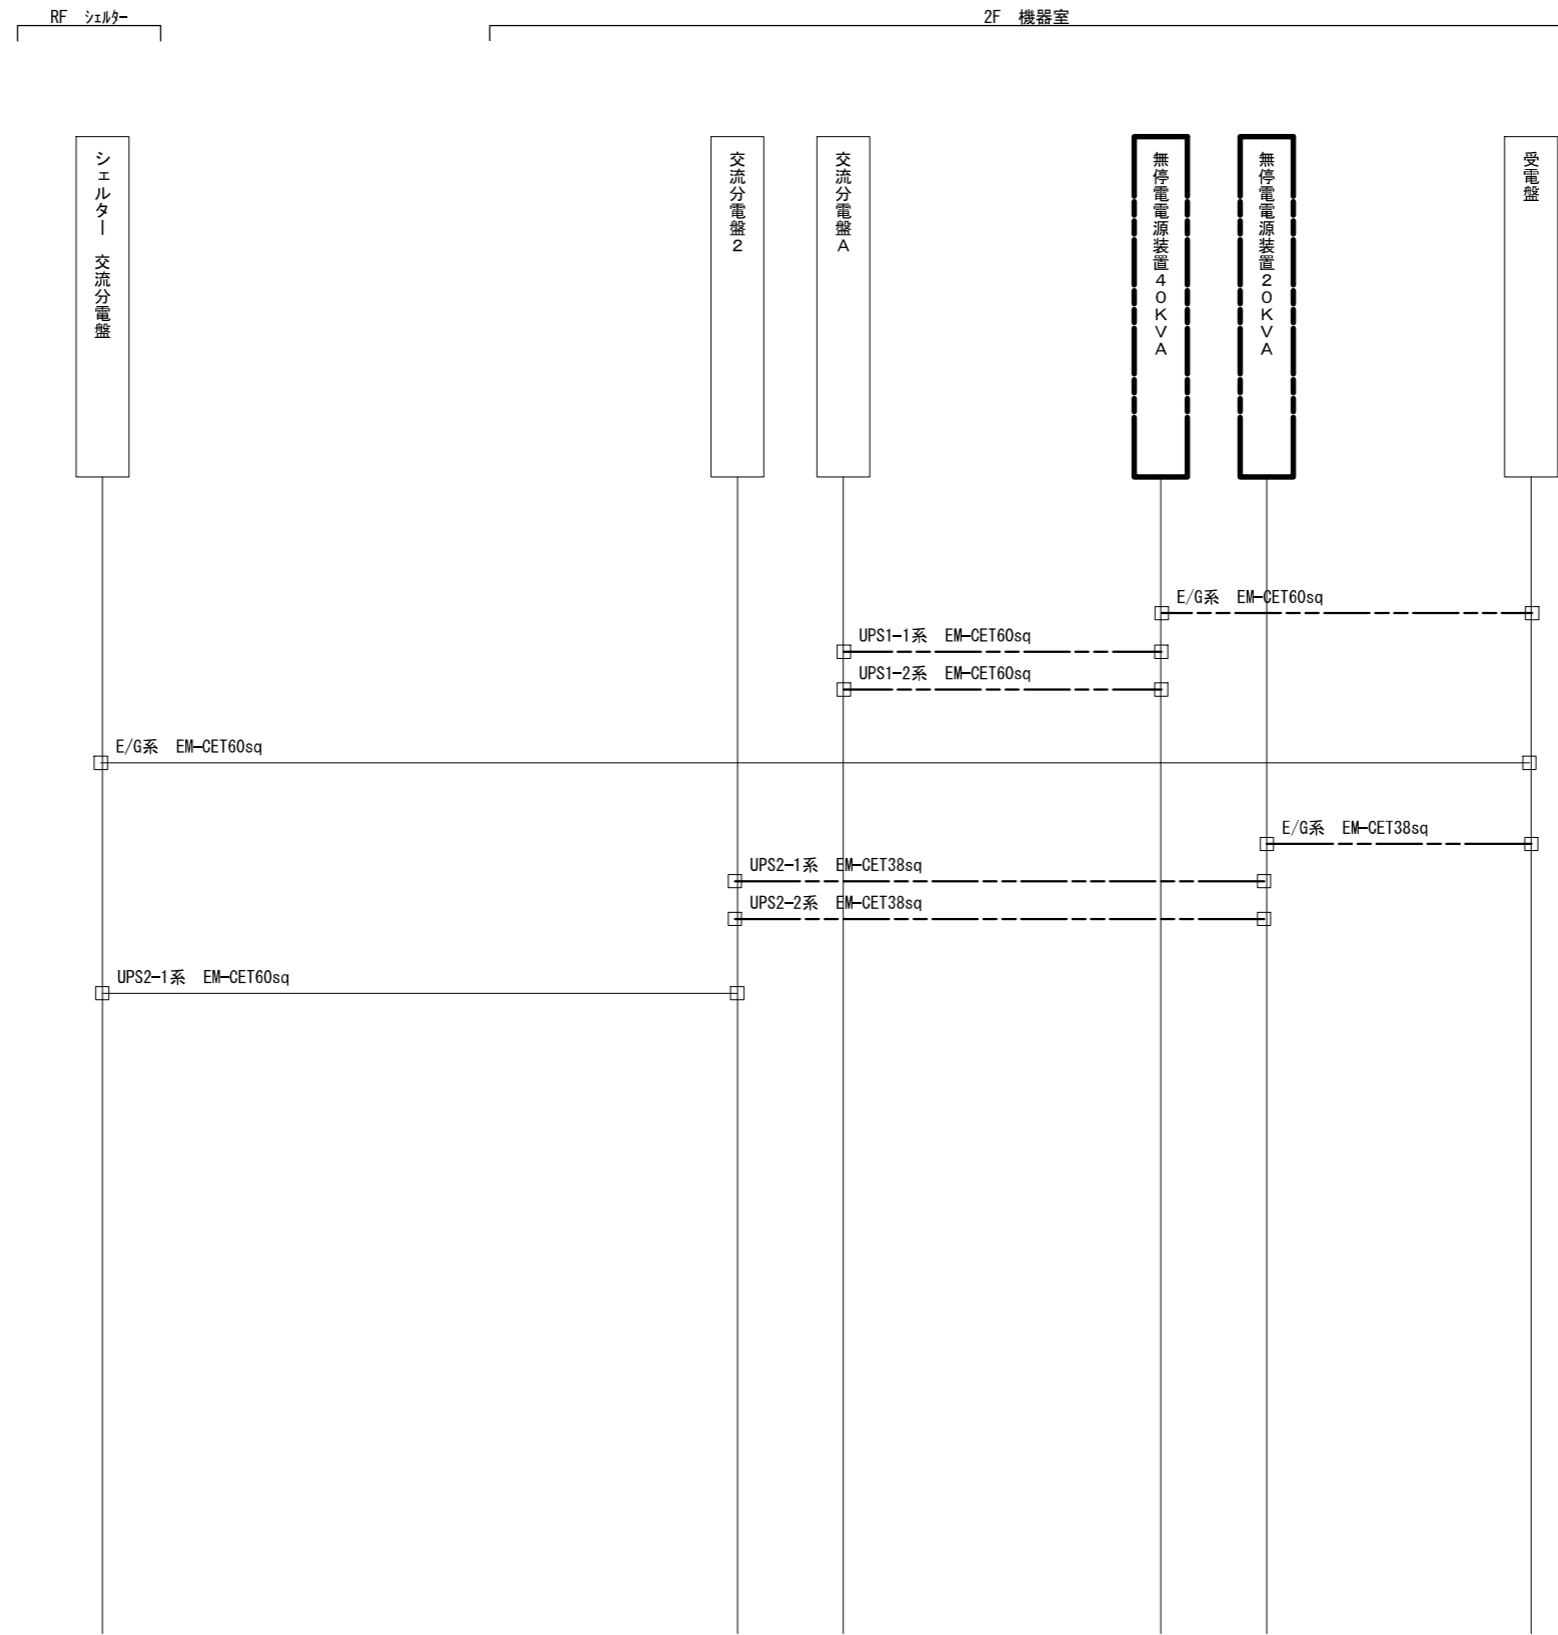 RF ｼｪﾙﾀｰ
2F 機器室
シェルター 交流分電盤
交流分電盤２
交流分電盤Ａ
無停電電源装置４０ＫＶＡ
無停電電源装置２０ＫＶＡ
受電盤
E/G系 EM-CET60sq
UPS1-1系 EM-CET60sq
UPS1-2系 EM-CET60sq
E/G系 EM-CET60sq
E/G系 EM-CET38sq
UPS2-1系 EM-CET38sq
UPS2-2系 EM-CET38sq
UPS2-1系 EM-CET60sq